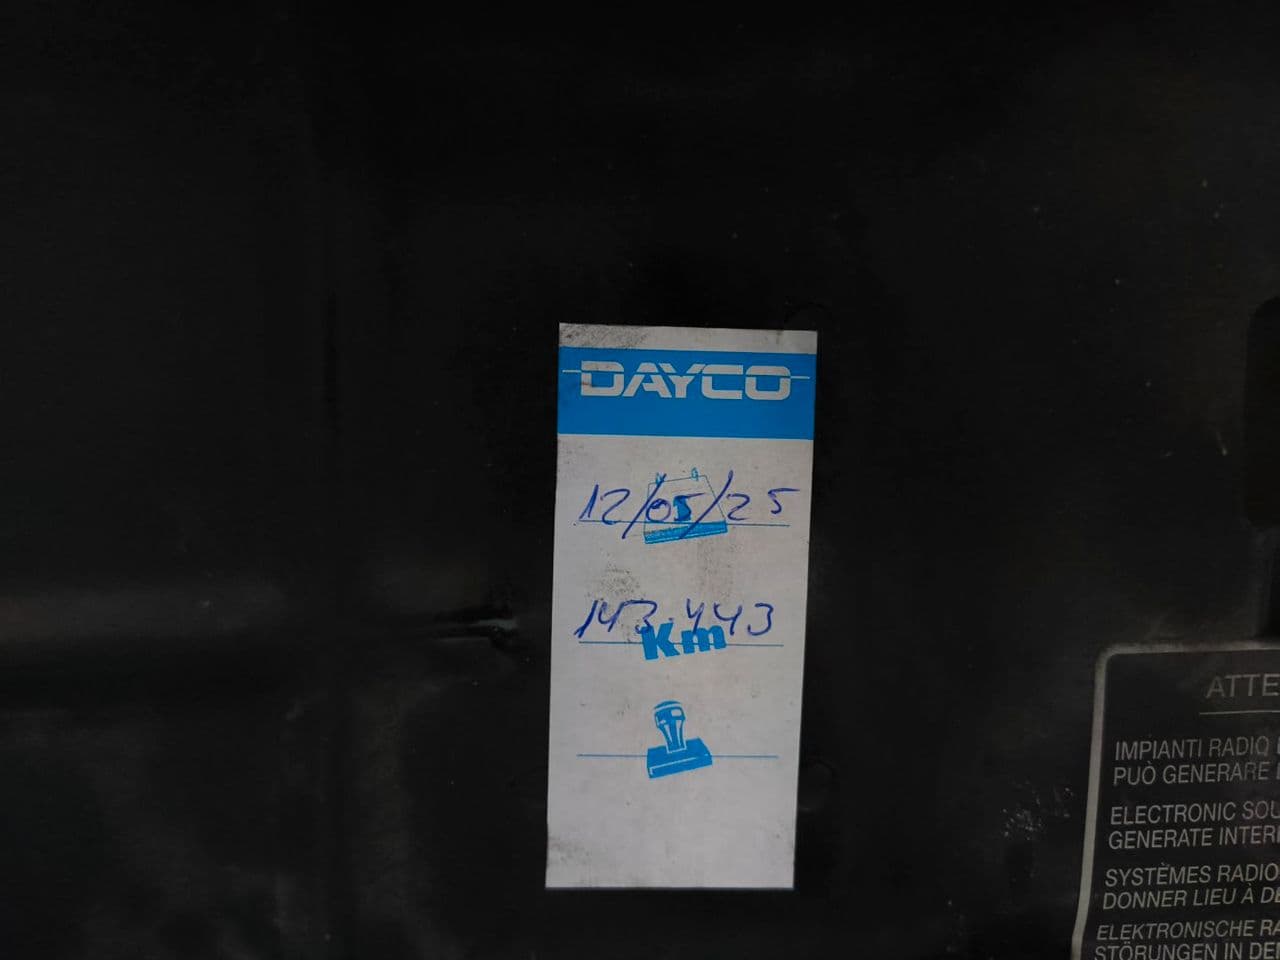 DAYCO
12/05/25
143.443
Km
ATTE
IMPIANTI RADIO
PUÒ GENERARE
ELECTRONIC SOU
GENERATE INTER
SYSTÈMES RADIO
DONNER LIEU À DE
ELEKTRONISCHE RA
STÖRUNGEN IN DEN